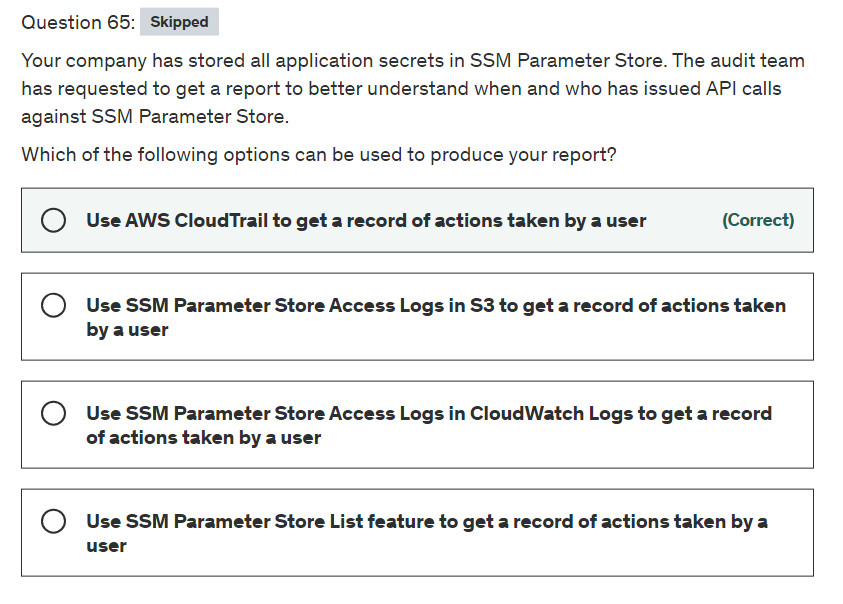 Question 65: Skipped
Your company has stored all application secrets in SSM Parameter Store. The audit team
has requested to get a report to better understand when and who has issued API calls
against SSM Parameter Store.
Which of the following options can be used to produce your report?
Use AWS CloudTrail to get a record of actions taken by a user (Correct)
Use SSM Parameter Store Access Logs in S3 to get a record of actions taken
by a user
Use SSM Parameter Store Access Logs in CloudWatch Logs to get a record
of actions taken by a user
Use SSM Parameter Store List feature to get a record of actions taken by a
user